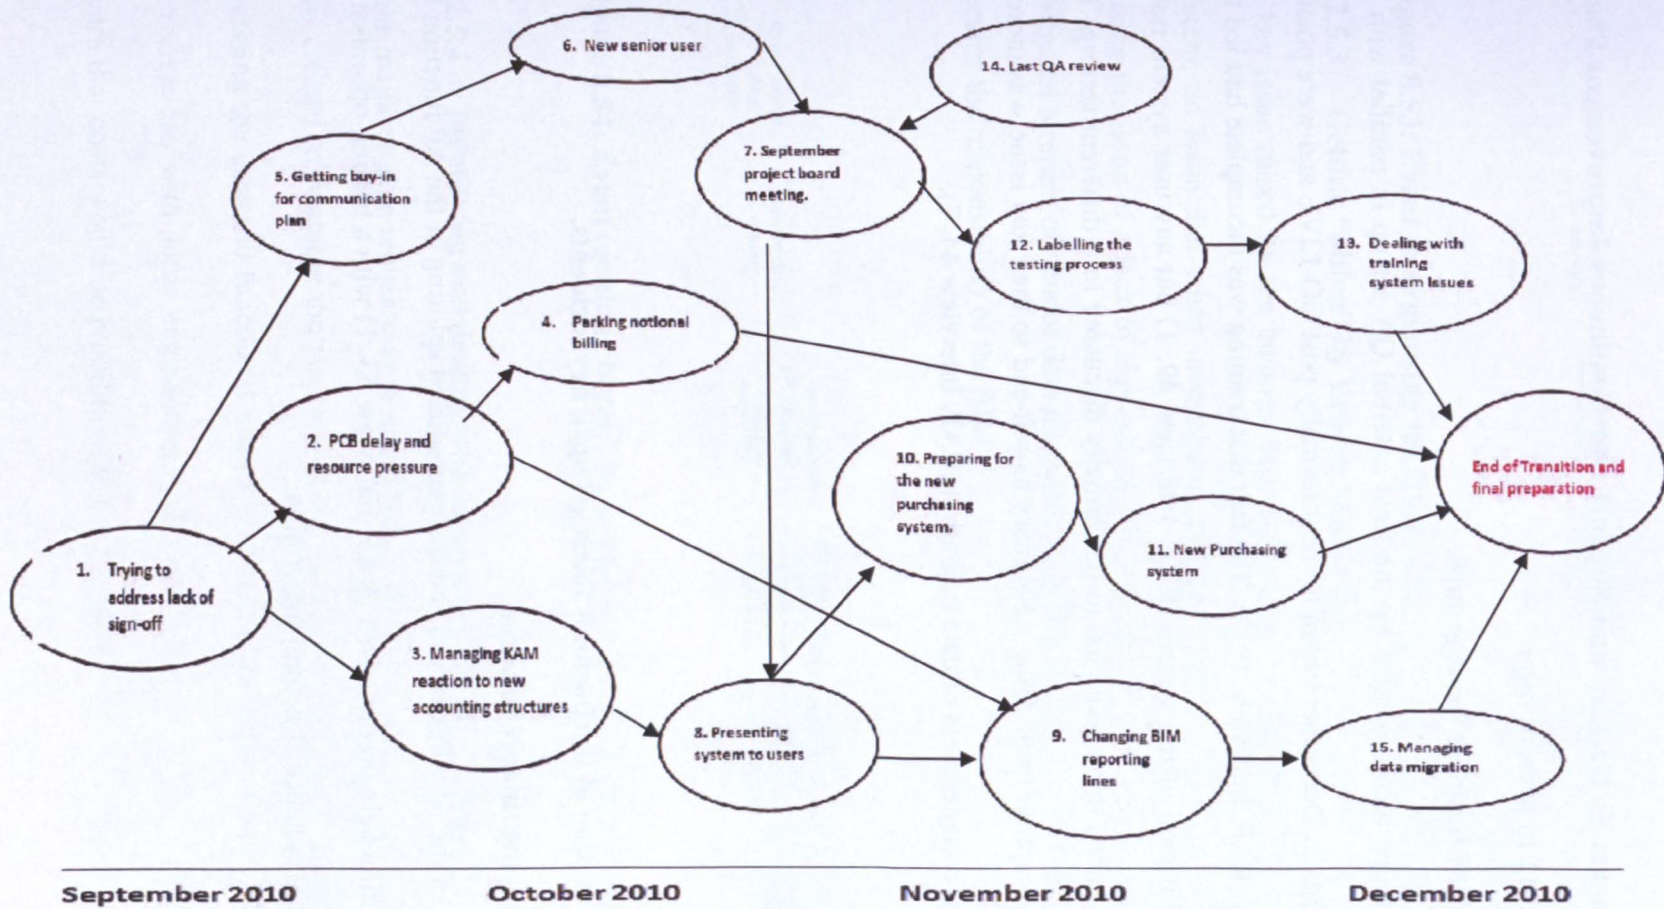 6. New senior user
14. Last QA review
5. Getting buy-in
for communication
plan
7. September
project board
meeting.
12. Labelling the
testing process
13. Dealing with
training
system issues
4. Parking notional
billing
2. PCB delay and
resource pressure
10. Preparing for
the new
purchasing
system.
End of Transition and
final preparation
11. New Purchasing
system
1. Trying to
address lack of
sign-off
3. Managing KAM
reaction to new
accounting structures
8. Presenting
system to users
9. Changing BIM
reporting
lines
15. Managing
data migration
September 2010
October 2010
November 2010
December 2010